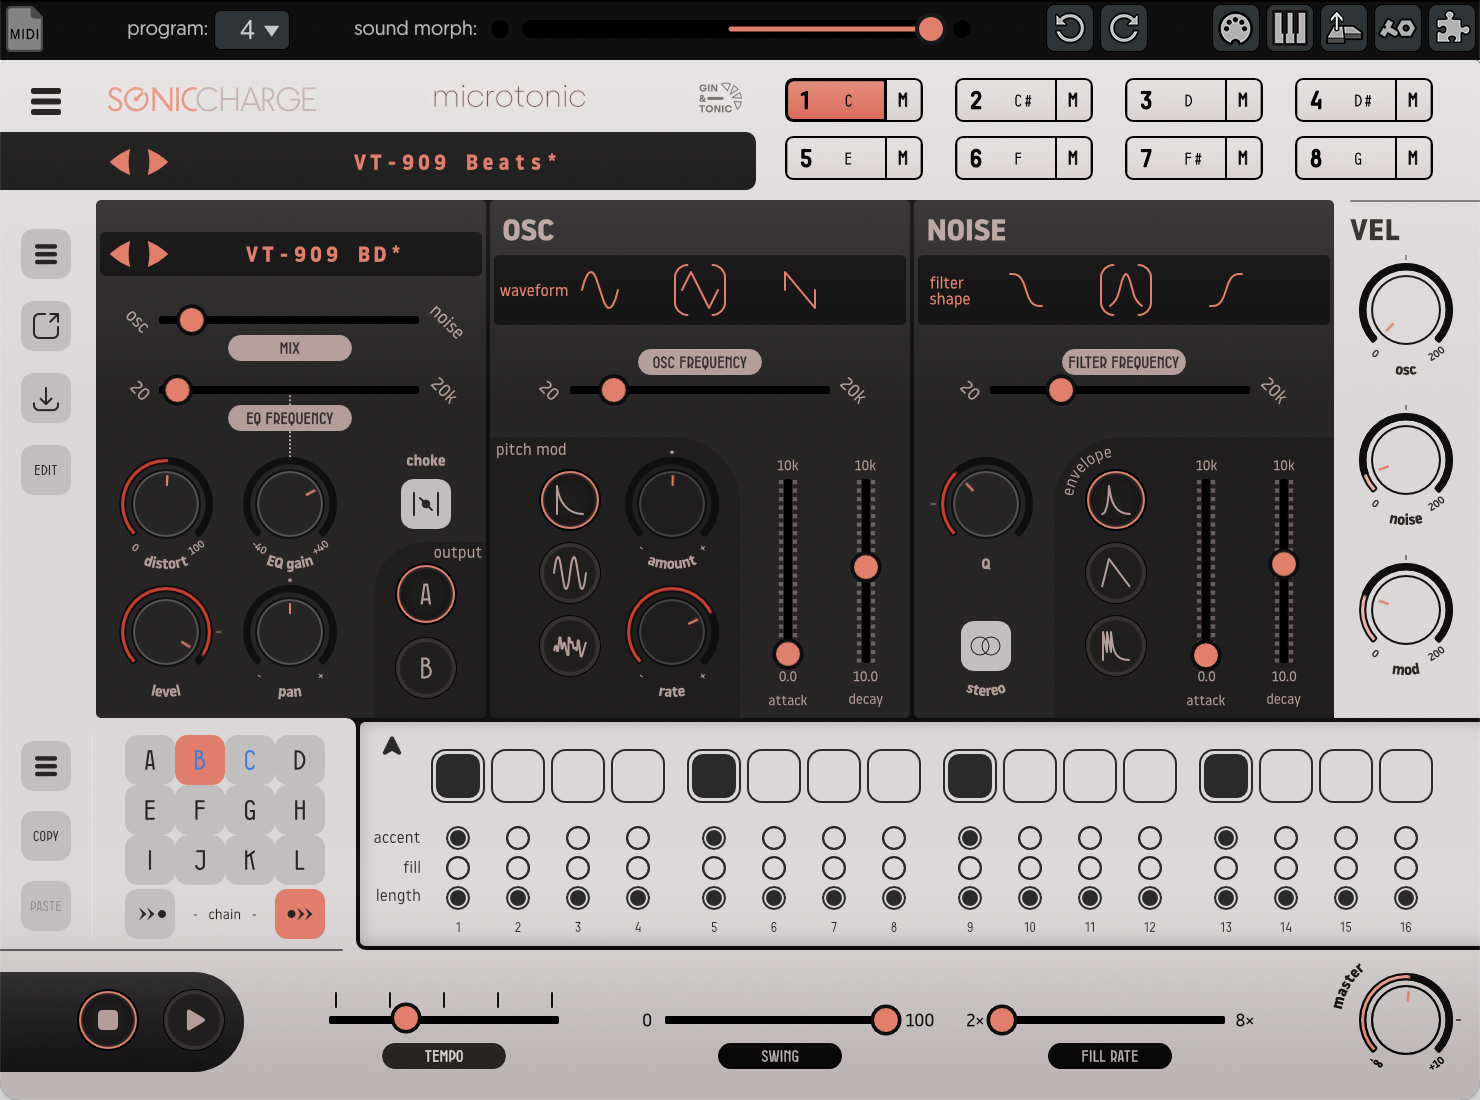 MIDI
program: 4
sound morph:
SONICCHARGE
microtonic
GIN
&
TONIC
1 C M
2 C# M
3 D M
4 D# M
5 E M
6 F M
7 F# M
8 G M
VT-909 Beats*
VT-909 BD*
osc
noise
MIX
20
20k
EQ FREQUENCY
choke
0
100
distort
-40
+40
EQ gain
output
A
B
level
-
+
pan
OSC
waveform
OSC FREQUENCY
20
20k
pitch mod
-
+
amount
-
+
rate
10k
0.0
attack
10k
10.0
decay
NOISE
filter
shape
FILTER FREQUENCY
20
20k
Q
stereo
envelope
10k
0.0
attack
10k
10.0
decay
VEL
0
200
osc
0
200
noise
0
200
mod
EDIT
COPY
PASTE
A B C D
E F G H
I J K L
- chain -
accent
fill
length
1 2 3 4 5 6 7 8 9 10 11 12 13 14 15 16
TEMPO
0
100
SWING
2×
8×
FILL RATE
master
-∞
+10